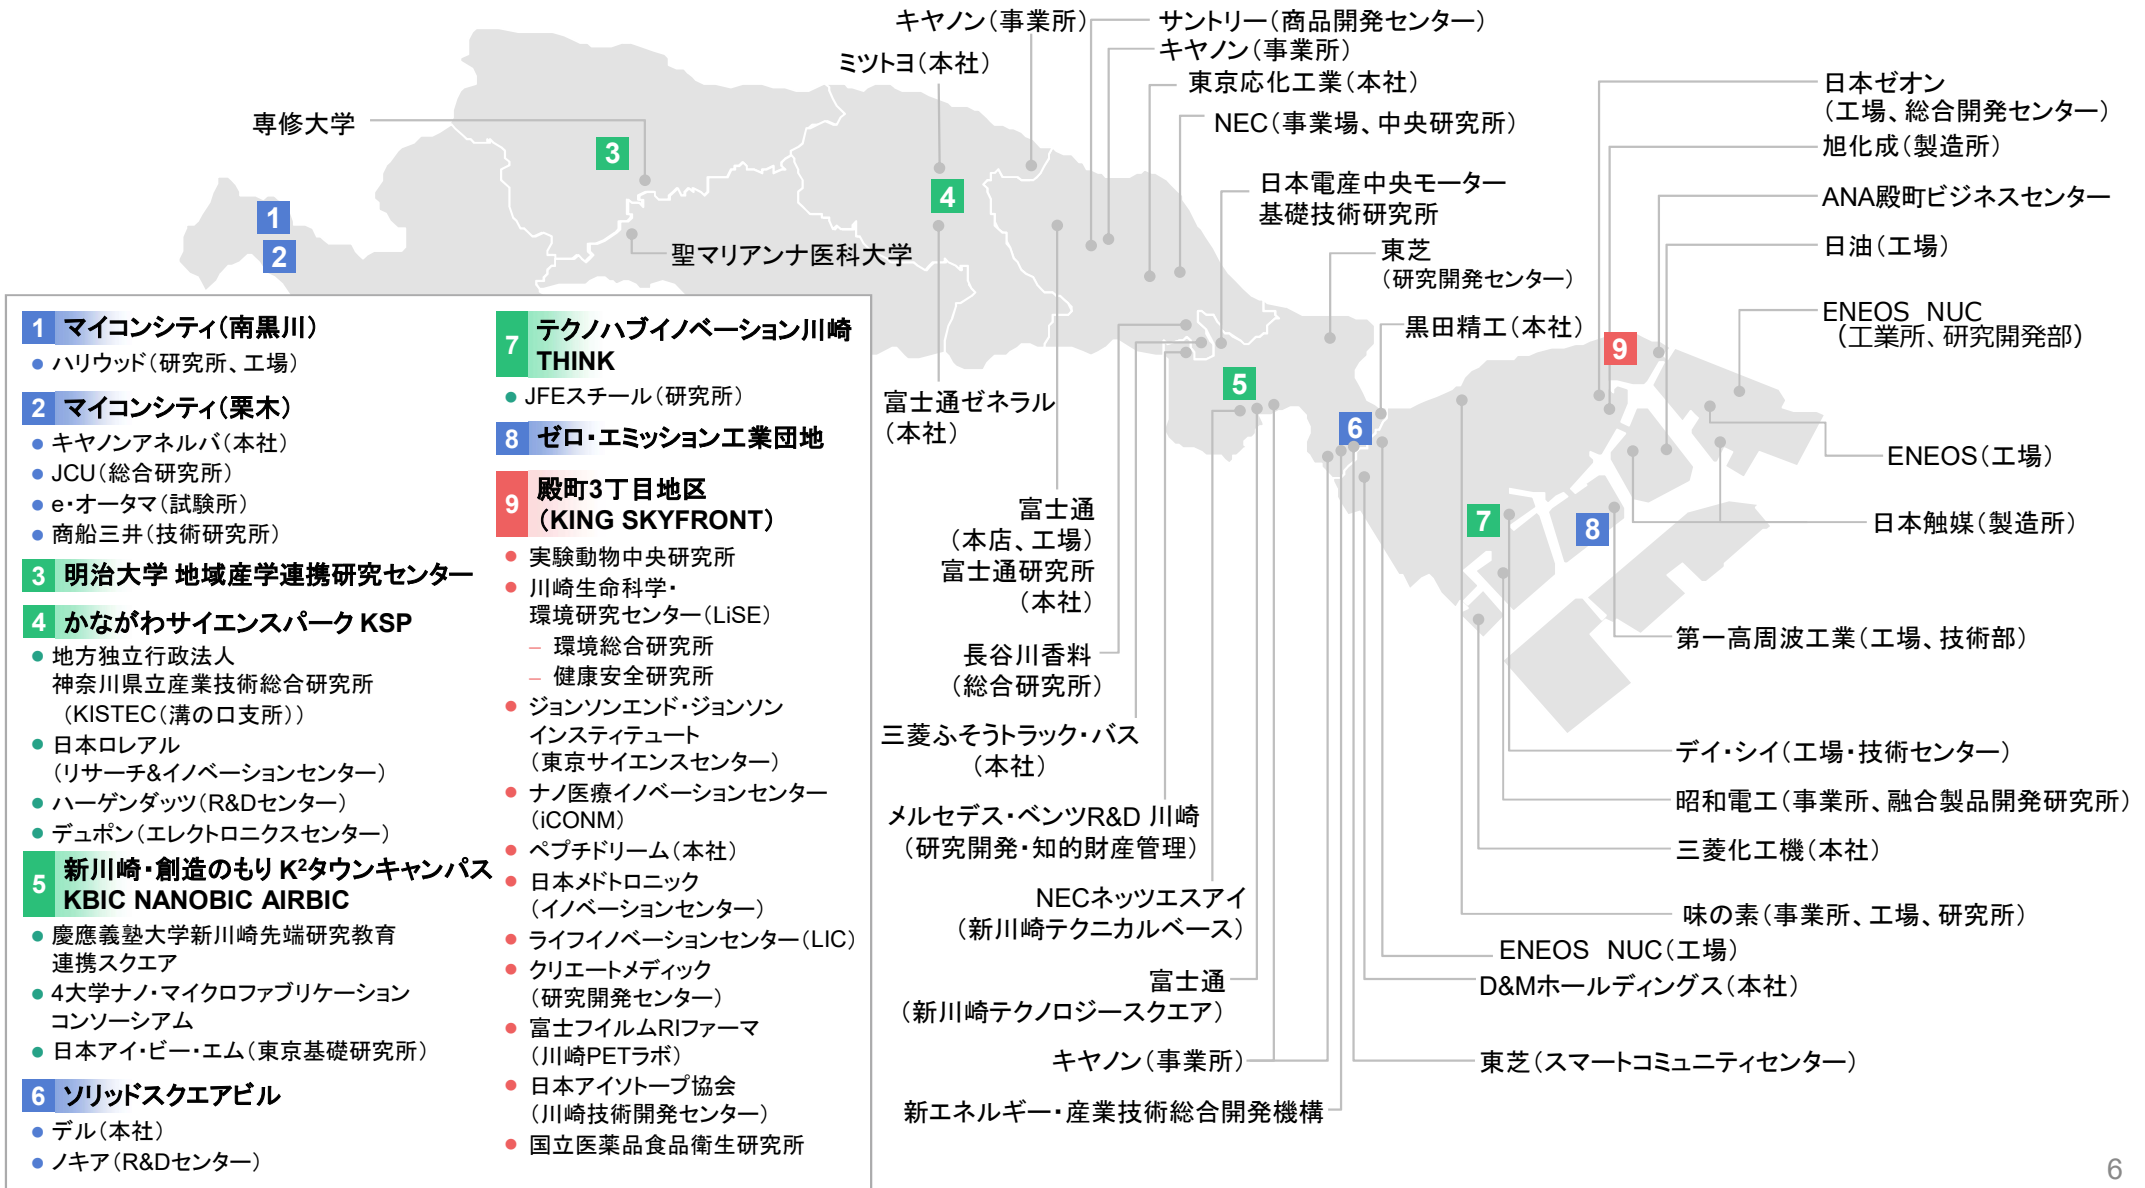 キヤノン(事業所)
サントリー(商品開発センター)
キヤノン(事業所)
ミツトヨ(本社)
東京応化工業(本社)
日本ゼオン
(工場、総合開発センター)
専修大学
NEC(事業場、中央研究所)
旭化成(製造所)
3
日本電産中央モーター
基礎技術研究所
4
ANA殿町ビジネスセンター
1
2
聖マリアンナ医科大学
東芝
(研究開発センター)
日油(工場)
ENEOS NUC
(工業所、研究開発部)
黒田精工(本社)
9
5
富士通ゼネラル
(本社)
6
ENEOS(工場)
富士通
(本店、工場)
富士通研究所
(本社)
7
8
日本触媒(製造所)
長谷川香料
(総合研究所)
第一高周波工業(工場、技術部)
三菱ふそうトラック・バス
(本社)
デイ・シイ(工場・技術センター)
昭和電工(事業所、融合製品開発研究所)
メルセデス・ベンツR&D 川崎
(研究開発・知的財産管理)
三菱化工機(本社)
NECネッツエスアイ
(新川崎テクニカルベース)
味の素(事業所、工場、研究所)
ENEOS NUC(工場)
富士通
(新川崎テクノロジースクエア)
D&Mホールディングス(本社)
キヤノン(事業所)
東芝(スマートコミュニティセンター)
新エネルギー・産業技術総合開発機構
1 マイコンシティ(南黒川)
● ハリウッド(研究所、工場)
2 マイコンシティ(栗木)
● キヤノンアネルバ(本社)
● JCU(総合研究所)
● e・オータマ(試験所)
● 商船三井(技術研究所)
3 明治大学 地域産学連携研究センター
4 かながわサイエンスパーク KSP
● 地方独立行政法人
神奈川県立産業技術総合研究所
(KISTEC(溝の口支所))
● 日本ロレアル
(リサーチ&イノベーションセンター)
● ハーゲンダッツ(R&Dセンター)
● デュポン(エレクトロニクスセンター)
5 新川崎・創造のもり K²タウンキャンパス
KBIC NANOBIC AIRBIC
● 慶應義塾大学新川崎先端研究教育
連携スクエア
● 4大学ナノ・マイクロファブリケーション
コンソーシアム
● 日本アイ・ビー・エム(東京基礎研究所)
6 ソリッドスクエアビル
● デル(本社)
● ノキア(R&Dセンター)
7 テクノハブイノベーション川崎
THINK
● JFEスチール(研究所)
8 ゼロ・エミッション工業団地
9 殿町3丁目地区
(KING SKYFRONT)
● 実験動物中央研究所
● 川崎生命科学・
環境研究センター(LiSE)
– 環境総合研究所
– 健康安全研究所
● ジョンソンエンド・ジョンソン
インスティテュート
(東京サイエンスセンター)
● ナノ医療イノベーションセンター
(iCONM)
● ペプチドリーム(本社)
● 日本メドトロニック
(イノベーションセンター)
● ライフイノベーションセンター(LIC)
● クリエートメディック
(研究開発センター)
● 富士フイルムRIファーマ
(川崎PETラボ)
● 日本アイソトープ協会
(川崎技術開発センター)
● 国立医薬品食品衛生研究所
6